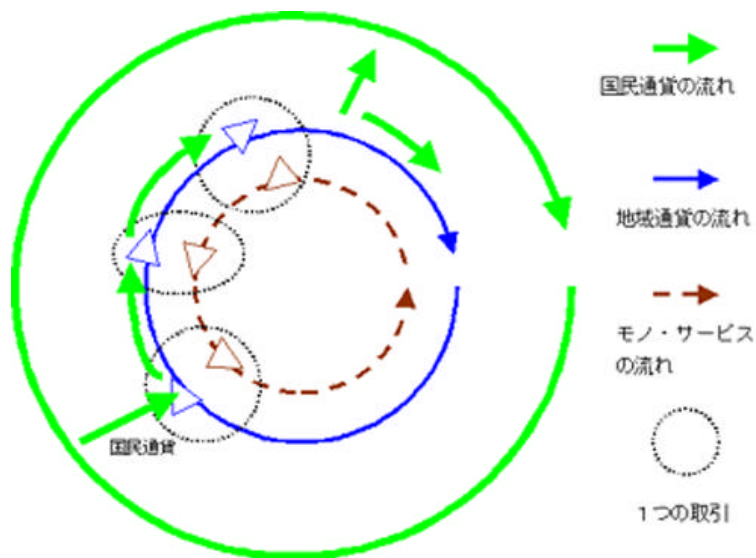 国民通貨の流れ
地域通貨の流れ
モノ・サービス
の流れ
国民通貨
1つの取引